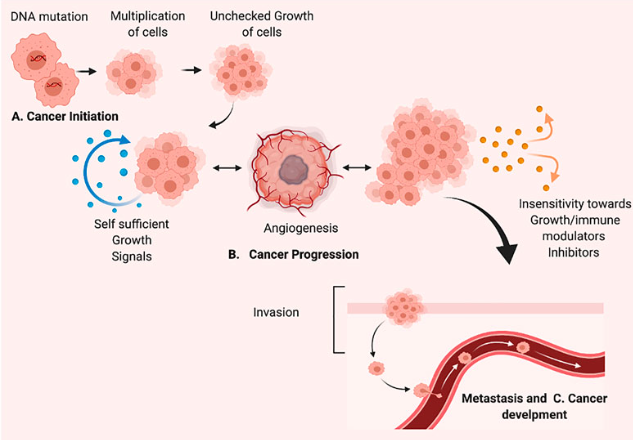 DNA mutation
Multiplication
of cells
Unchecked Growth
of cells
A. Cancer Initiation
Self sufficient
Growth
Signals
Angiogenesis
B. Cancer Progression
Insensitivity towards
Growth/immune
modulators
Inhibitors
Invasion
Metastasis and C. Cancer
develpment